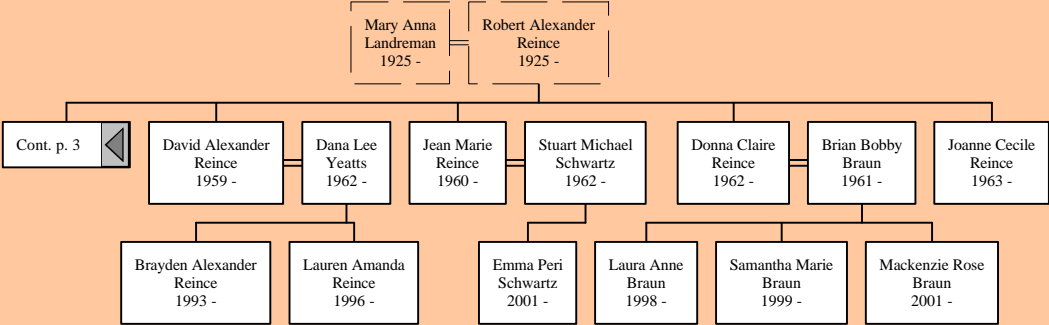 Mary Anna
Landreman
1925 -
Robert Alexander
Reince
1925 -
Cont. p. 3
David Alexander
Reince
1959 -
Dana Lee
Yeatts
1962 -
Jean Marie
Reince
1960 -
Stuart Michael
Schwartz
1962 -
Donna Claire
Reince
1962 -
Brian Bobby
Braun
1961 -
Joanne Cecile
Reince
1963 -
Brayden Alexander
Reince
1993 -
Lauren Amanda
Reince
1996 -
Emma Peri
Schwartz
2001 -
Laura Anne
Braun
1998 -
Samantha Marie
Braun
1999 -
Mackenzie Rose
Braun
2001 -